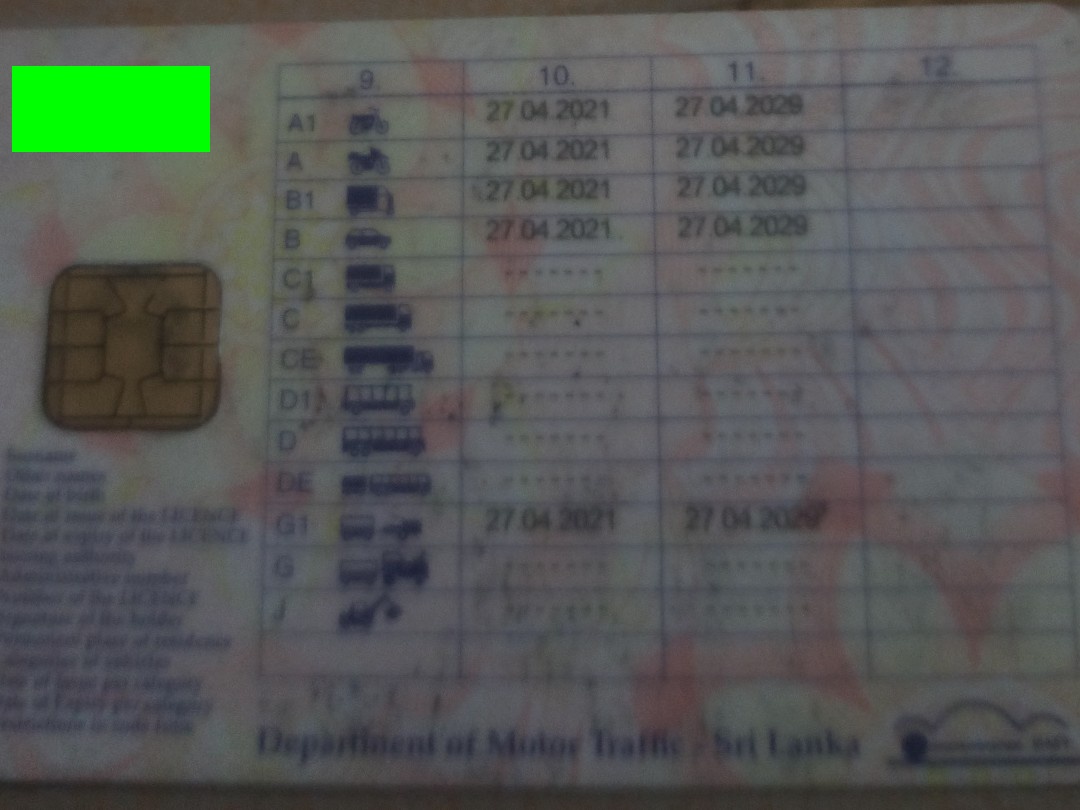 9. 10. 11. 12.
A1 27.04.2021 27.04.2029
A 27.04.2021 27.04.2029
B1 27.04.2021 27.04.2029
B 27.04.2021 27.04.2029
C1 ------- -------
C ------- -------
CE ------- -------
D1 ------- -------
D ------- -------
DE ------- -------
G1 27.04.2021 27.04.2029
G ------- -------
J ------- -------
Surname
Other names
Date of birth
Date of issue of the LICENCE
Date of expiry of the LICENCE
Issuing authority
Administrative number
Number of the LICENCE
Signature of the holder
Permanent place of residence
Categories of vehicles
Date of issue per category
Date of Expiry per category
Restrictions in code form
Department of Motor Traffic - Sri Lanka